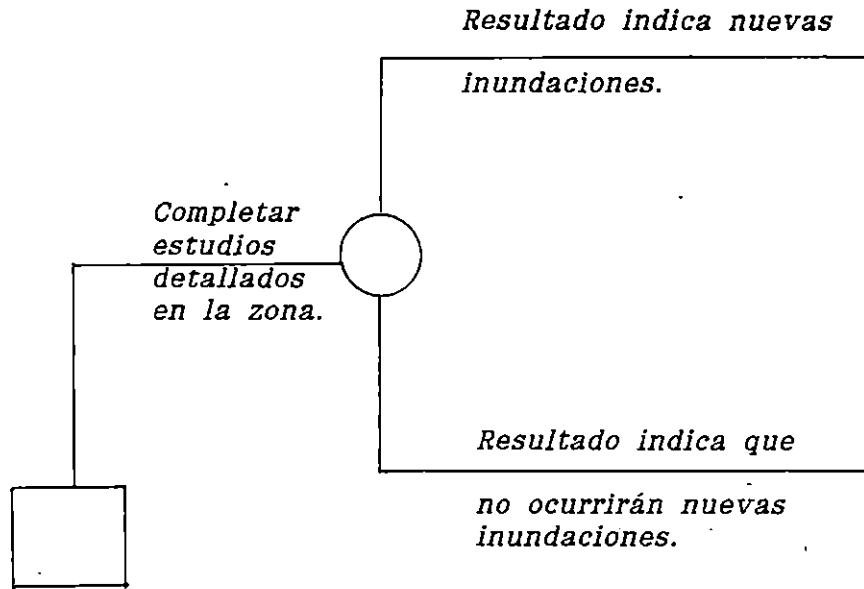 Resultado indica nuevas
inundaciones.
Completar
estudios
detallados
en la zona.
Resultado indica que
no ocurrirán nuevas
inundaciones.